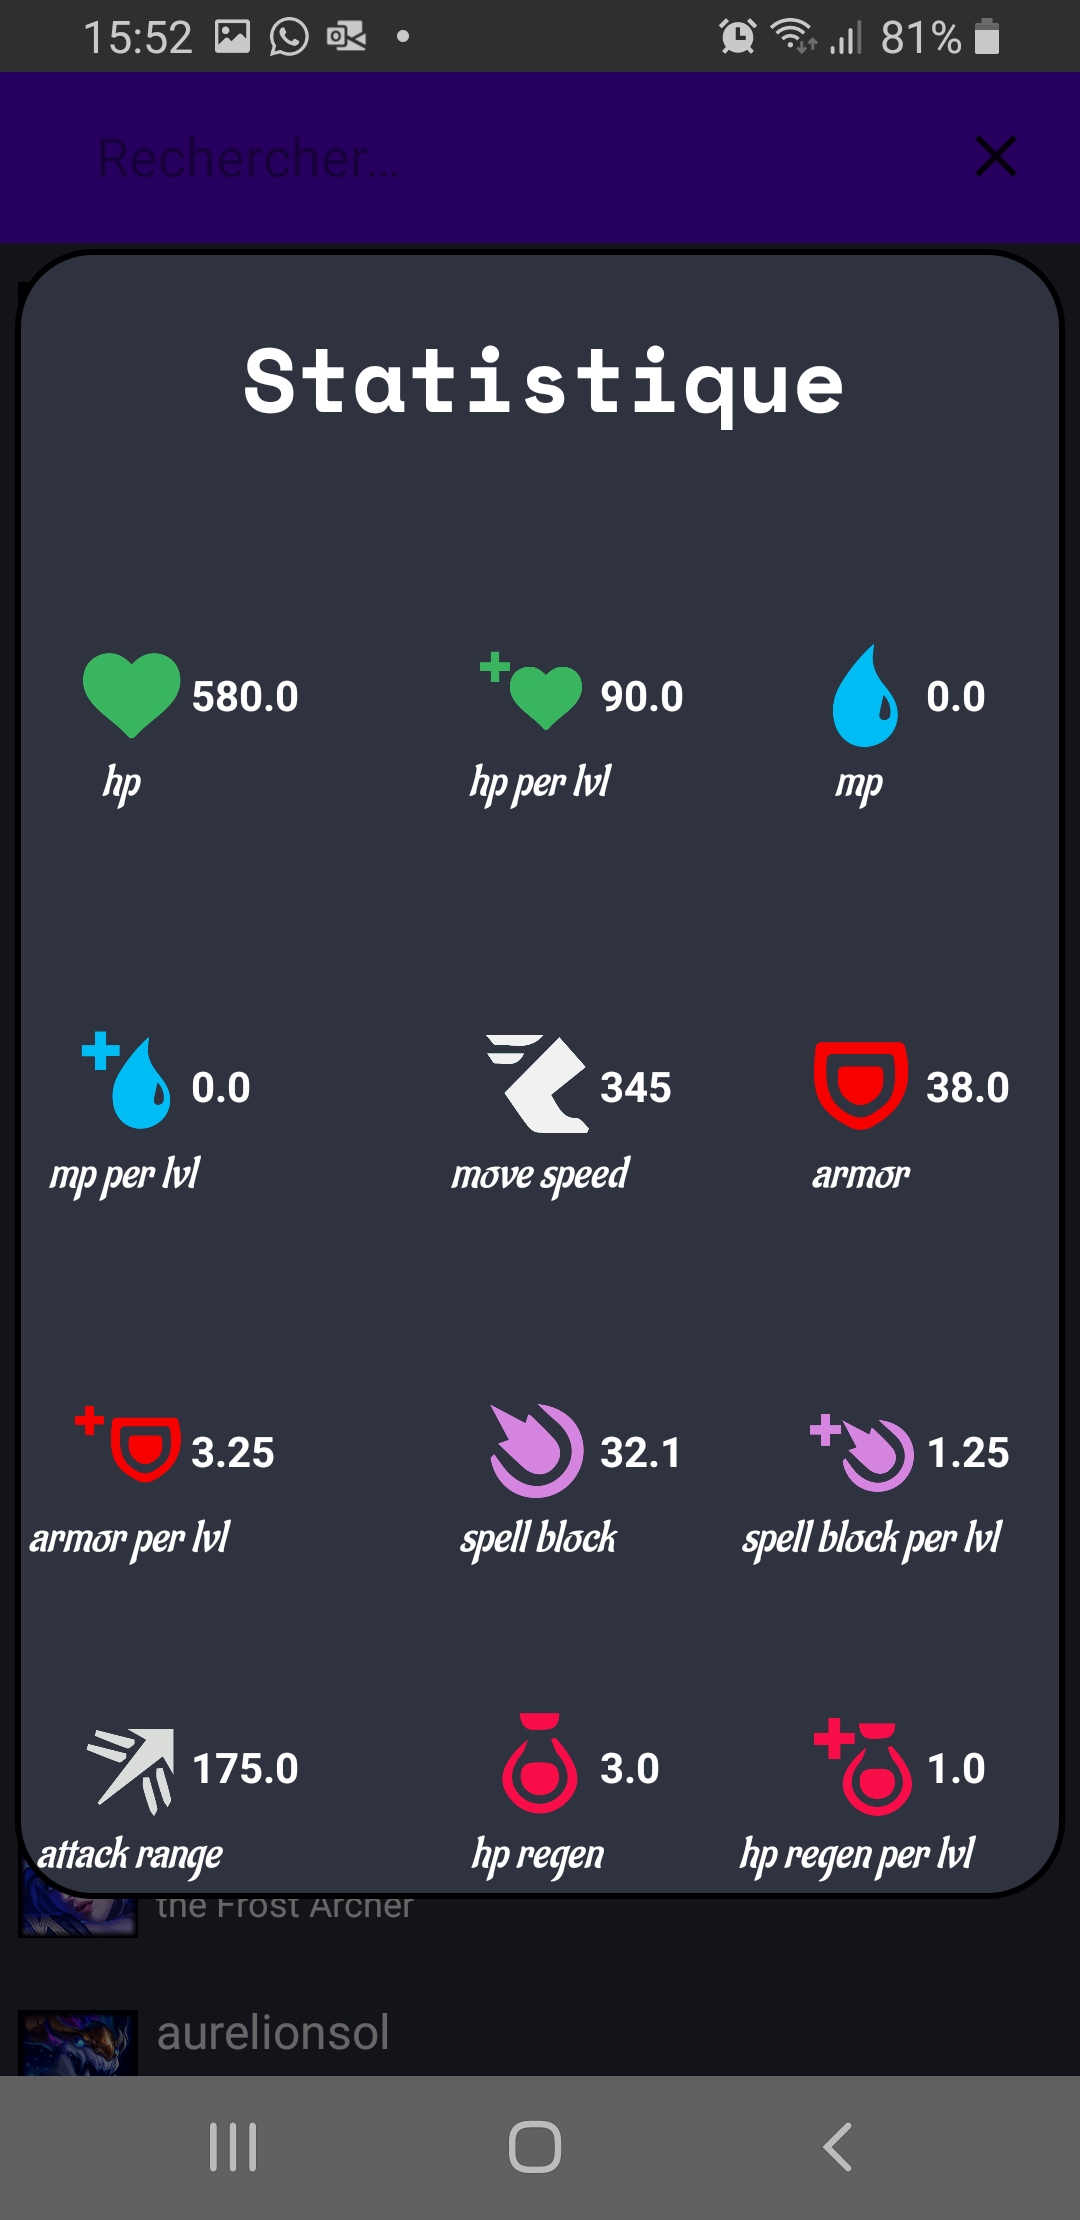 15:52
81%
Rechercher...
Statistique
580.0
90.0
0.0
hp
hp per lvl
mp
0.0
345
38.0
mp per lvl
move speed
armor
3.25
32.1
1.25
armor per lvl
spell block
spell block per lvl
175.0
3.0
1.0
attack range
hp regen
hp regen per lvl
the Frost Archer
aurelionsol